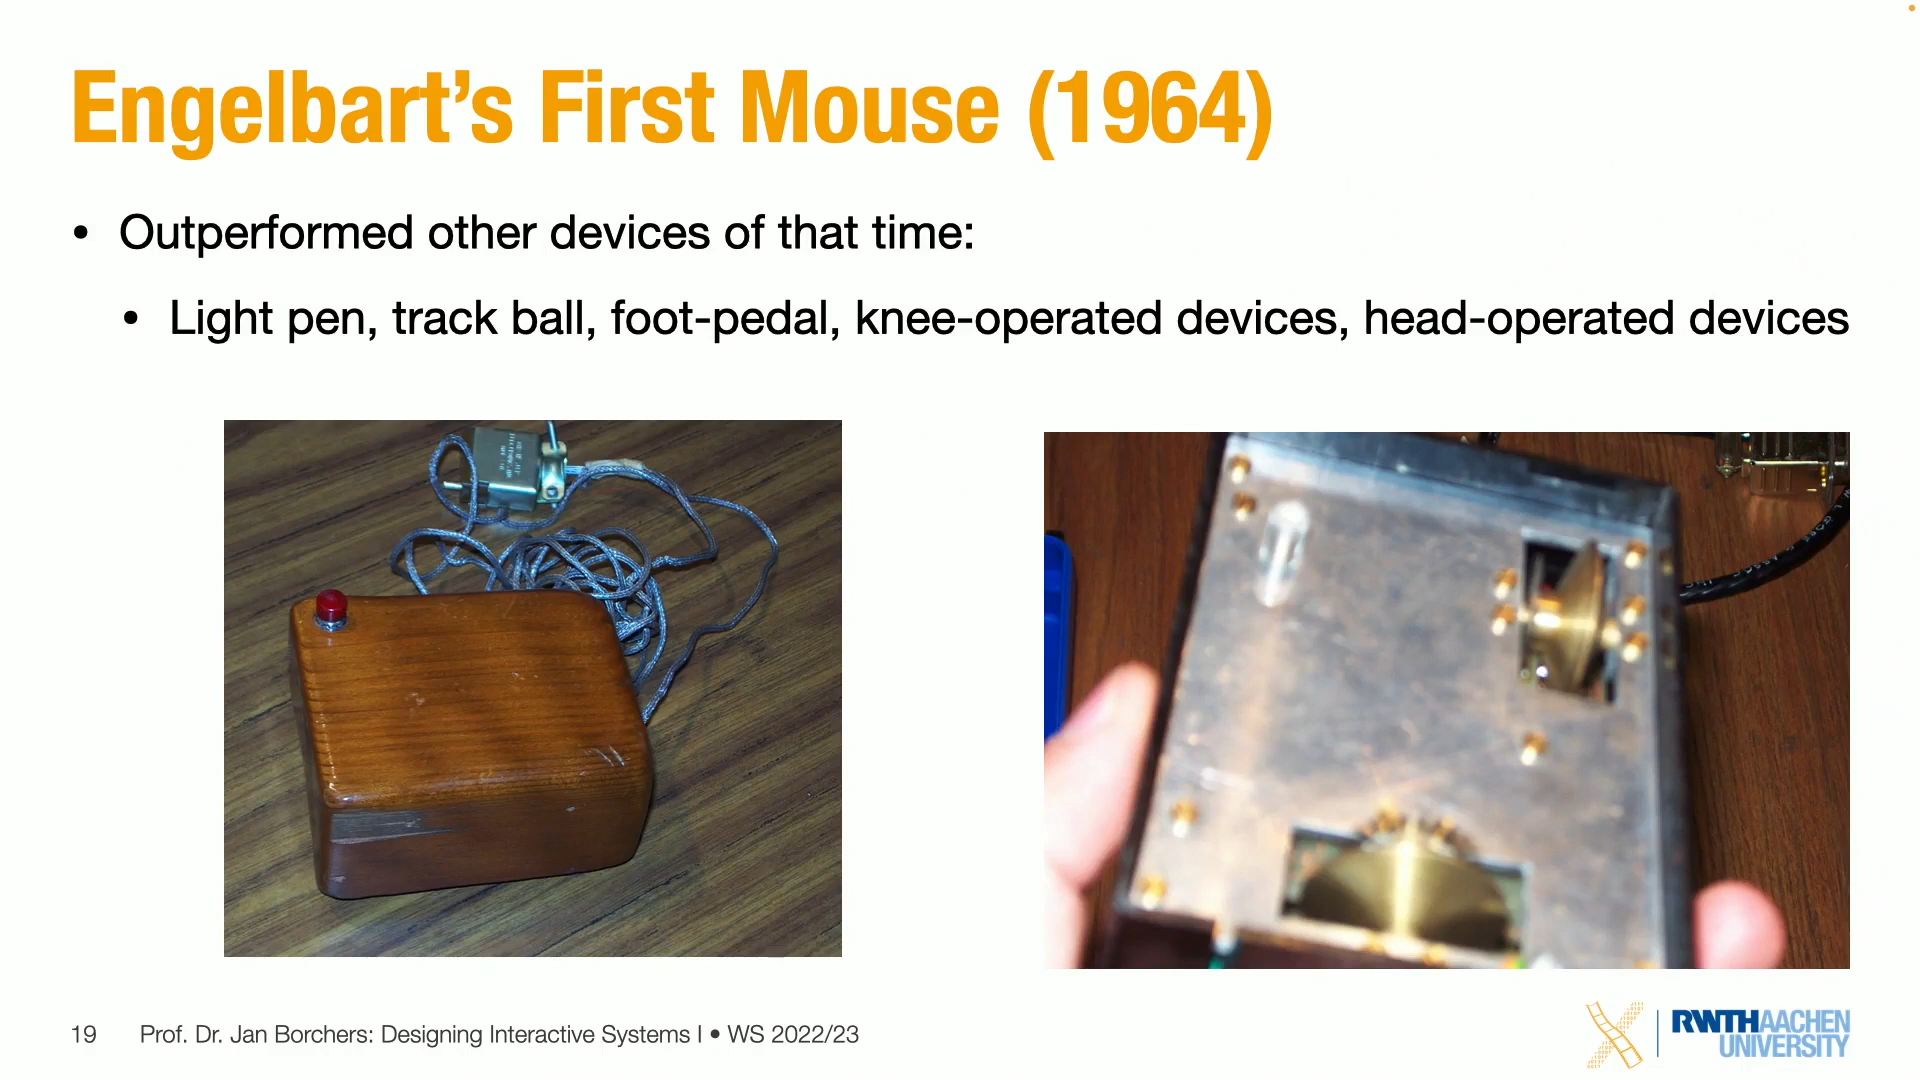 Engelbart’s First Mouse (1964)
• Outperformed other devices of that time:
• Light pen, track ball, foot-pedal, knee-operated devices, head-operated devices
19 Prof. Dr. Jan Borchers: Designing Interactive Systems I • WS 2022/23
RWTH AACHEN
UNIVERSITY